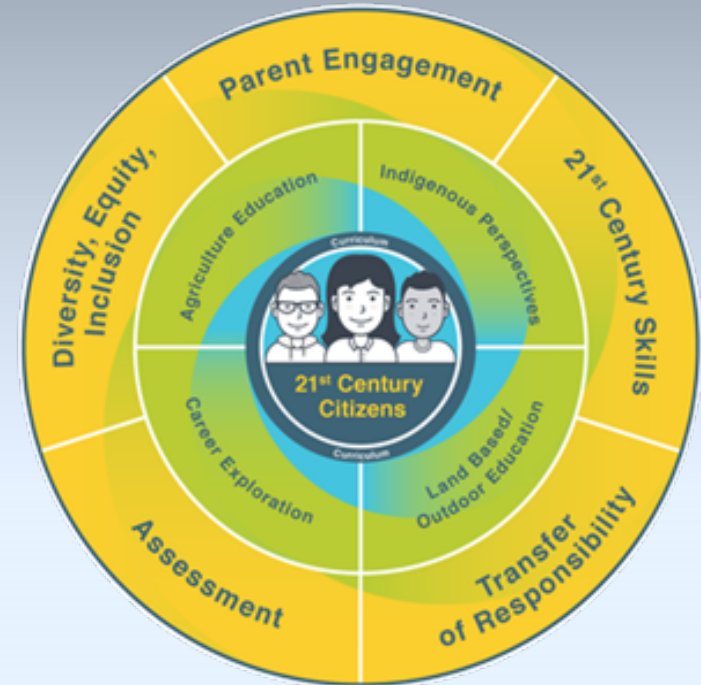 Parent Engagement
21st Century Skills
Transfer
of Responsibility
Assessment
Diversity, Equity,
Inclusion
Agriculture Education
Indigenous Perspectives
Land Based/
Outdoor Education
Career Exploration
Curriculum
21st Century
Citizens
Curriculum